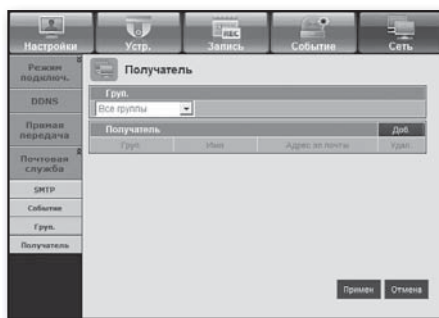 Настройки Устр. Запись Событие Сеть
REC
Режим подключ.
Получатель
DDNS
Груп.
Все группы
Прямая передача
Получатель Доб.
Груп. Имя Адрес эл почты Удал.
Почтовая служба
SMTP
Событие
Груп.
Получатель
Примен Отмена